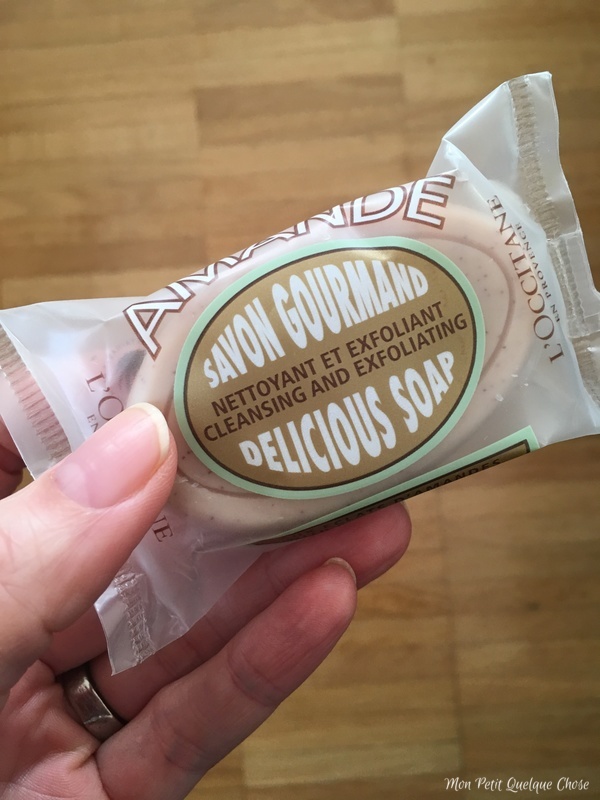 AMANDE
SAVON GOURMAND
NETTOYANT ET EXFOLIANT
CLEANSING AND EXFOLIATING
DELICIOUS SOAP
L'OCCITANE
EN PROVENCE
Mon Petit Quelque Chose